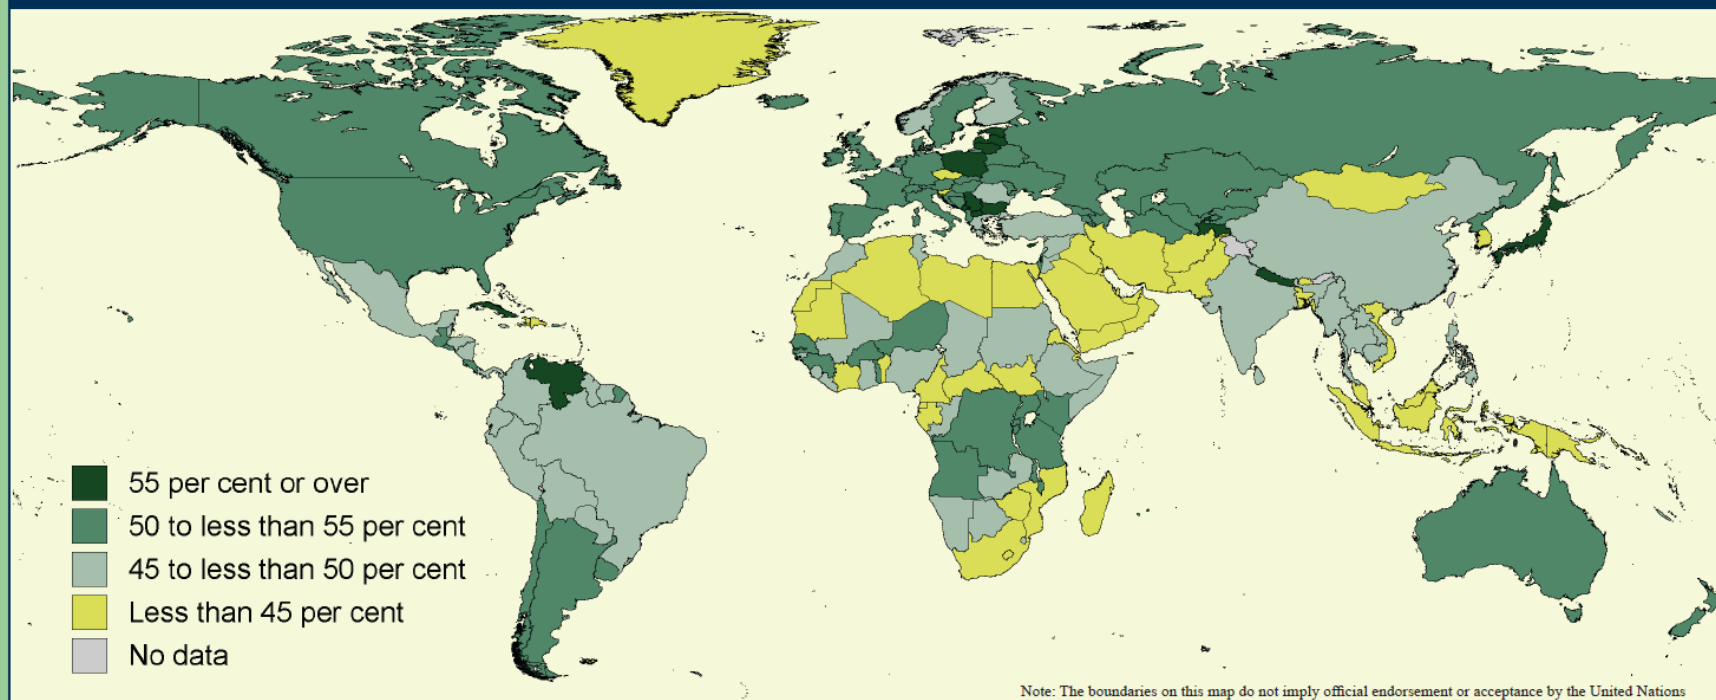 55 per cent or over
50 to less than 55 per cent
45 to less than 50 per cent
Less than 45 per cent
No data
Note: The boundaries on this map do not imply official endorsement or acceptance by the United Nations